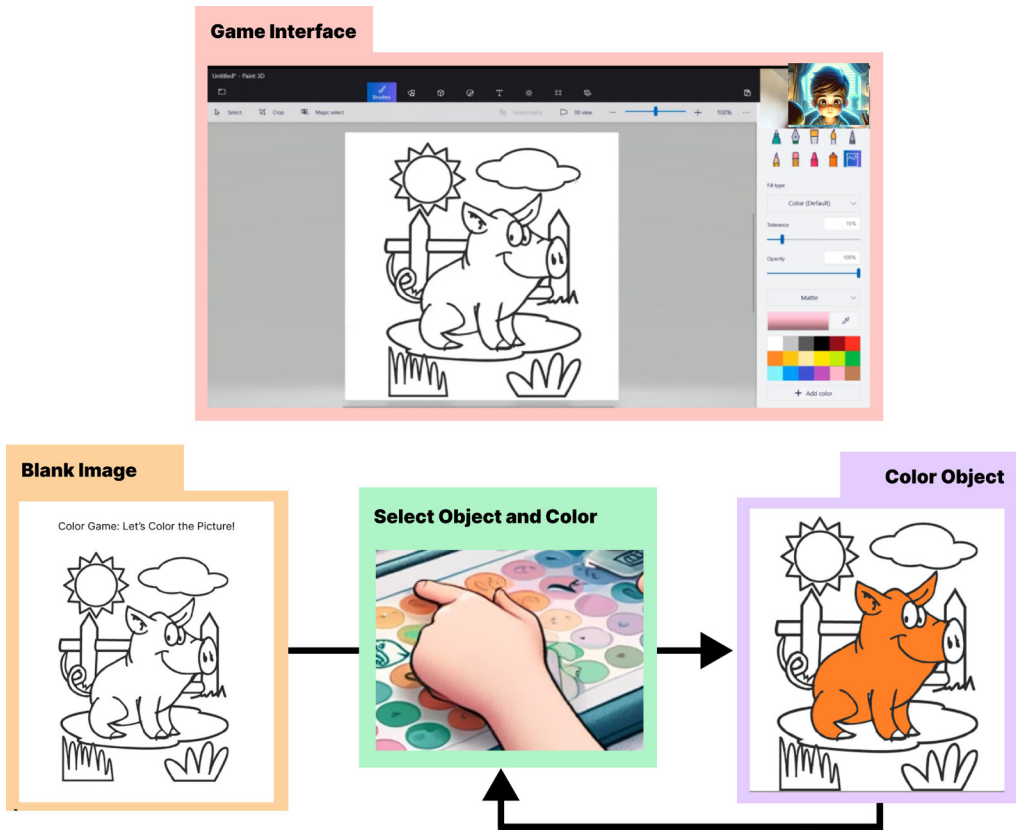 Game Interface
Untitled* - Paint 3D
Brushes
Select Crop Magic select Mixed reality 3D view 100%
Fill type
Color (Default)
Tolerance 15%
Opacity 100%
Matte
+ Add color
Blank Image
Color Game: Let's Color the Picture!
Select Object and Color
Color Object